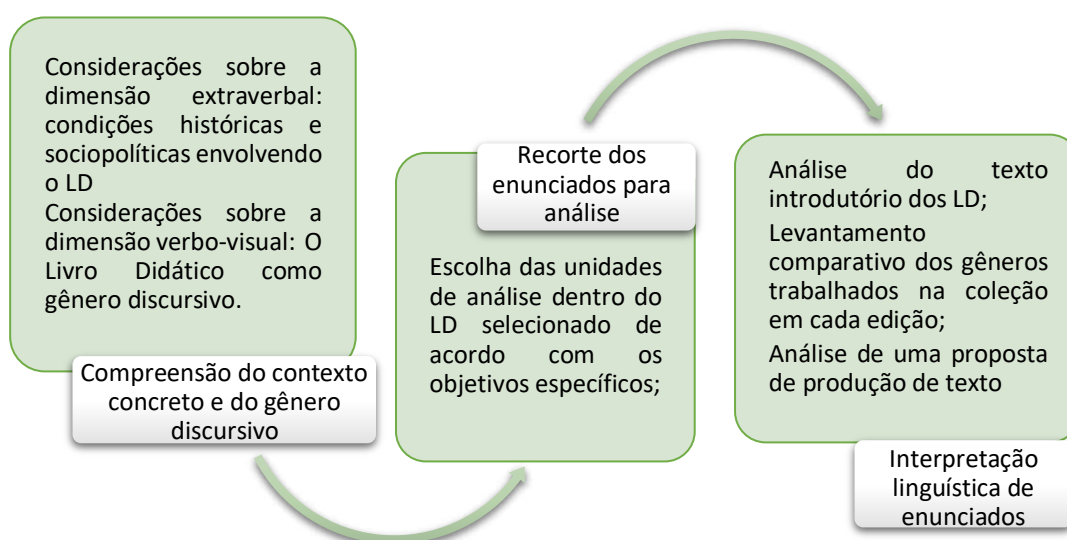 Considerações sobre a
dimensão extraverbal:
condições históricas e
sociopolíticas envolvendo
o LD
Considerações sobre a
dimensão verbo-visual: O
Livro Didático como
gênero discursivo.
Compreensão do contexto
concreto e do gênero
discursivo
Recorte dos
enunciados para
análise
Escolha das unidades
de análise dentro do
LD selecionado de
acordo com os
objetivos específicos;
Análise do texto
introdutório dos LD;
Levantamento
comparativo dos gêneros
trabalhados na coleção
em cada edição;
Análise de uma proposta
de produção de texto
Interpretação
linguística de
enunciados